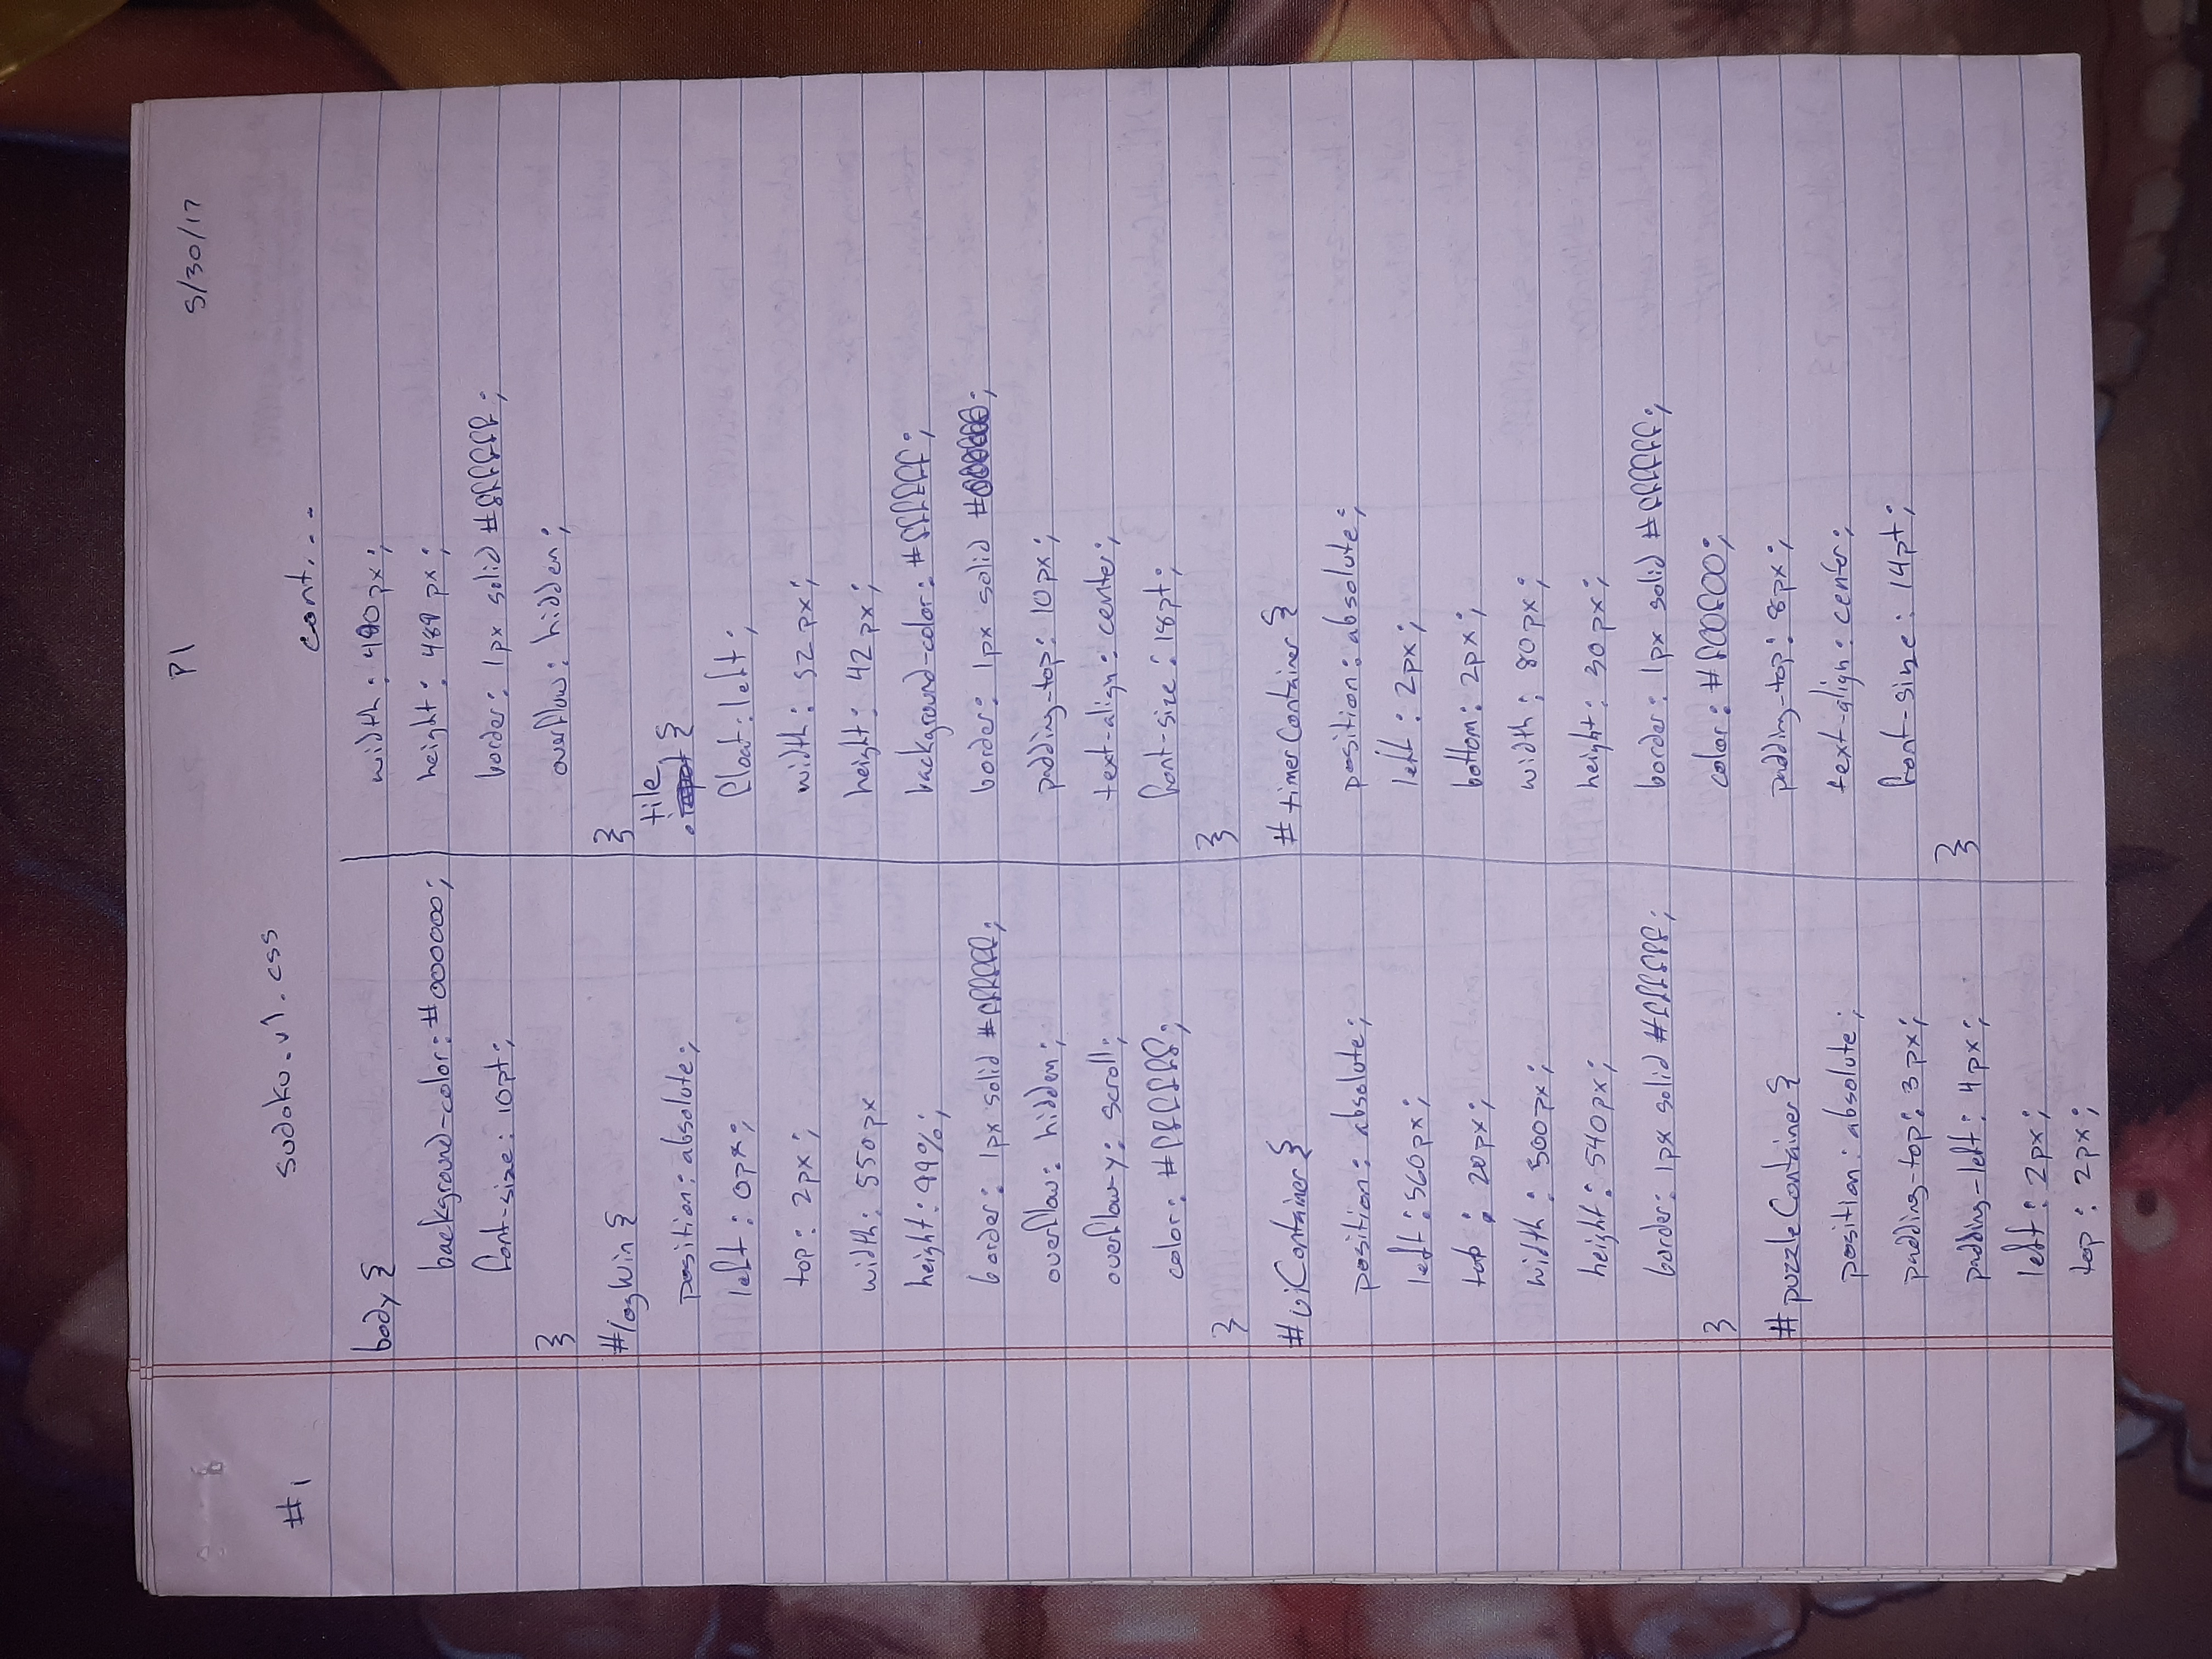 P1
5/30/17
#1
sudoku.v1.css
body {
background-color: #000000;
font-size: 10pt;
}
#logWin {
position: absolute;
left: 0px;
top: 2px;
width: 550px
height: 99%;
border: 1px solid #ffffff;
overflow: hidden;
overflow-y: scroll;
color: #ffffff;
}
#uiContainer {
position: absolute;
left: 560px;
top: 20px;
width: 500px;
height: 540px;
border: 1px solid #ffffff;
}
#puzzleContainer {
position: absolute;
padding-top: 3px;
padding-left: 4px;
left: 2px;
top: 2px;
cont...
width: 490px;
height: 489px;
border: 1px solid #ffffff;
overflow: hidden;
}
.tile {
float: left;
width: 52px;
height: 42px;
background-color: #ffffff;
border: 1px solid #000000;
padding-top: 10px;
text-align: center;
font-size: 18pt;
}
#timerContainer {
position: absolute;
left: 2px;
bottom: 2px;
width: 80px;
height: 30px;
border: 1px solid #ffffff;
color: #f00f00;
padding-top: 8px;
text-align: center;
font-size: 14pt;
}